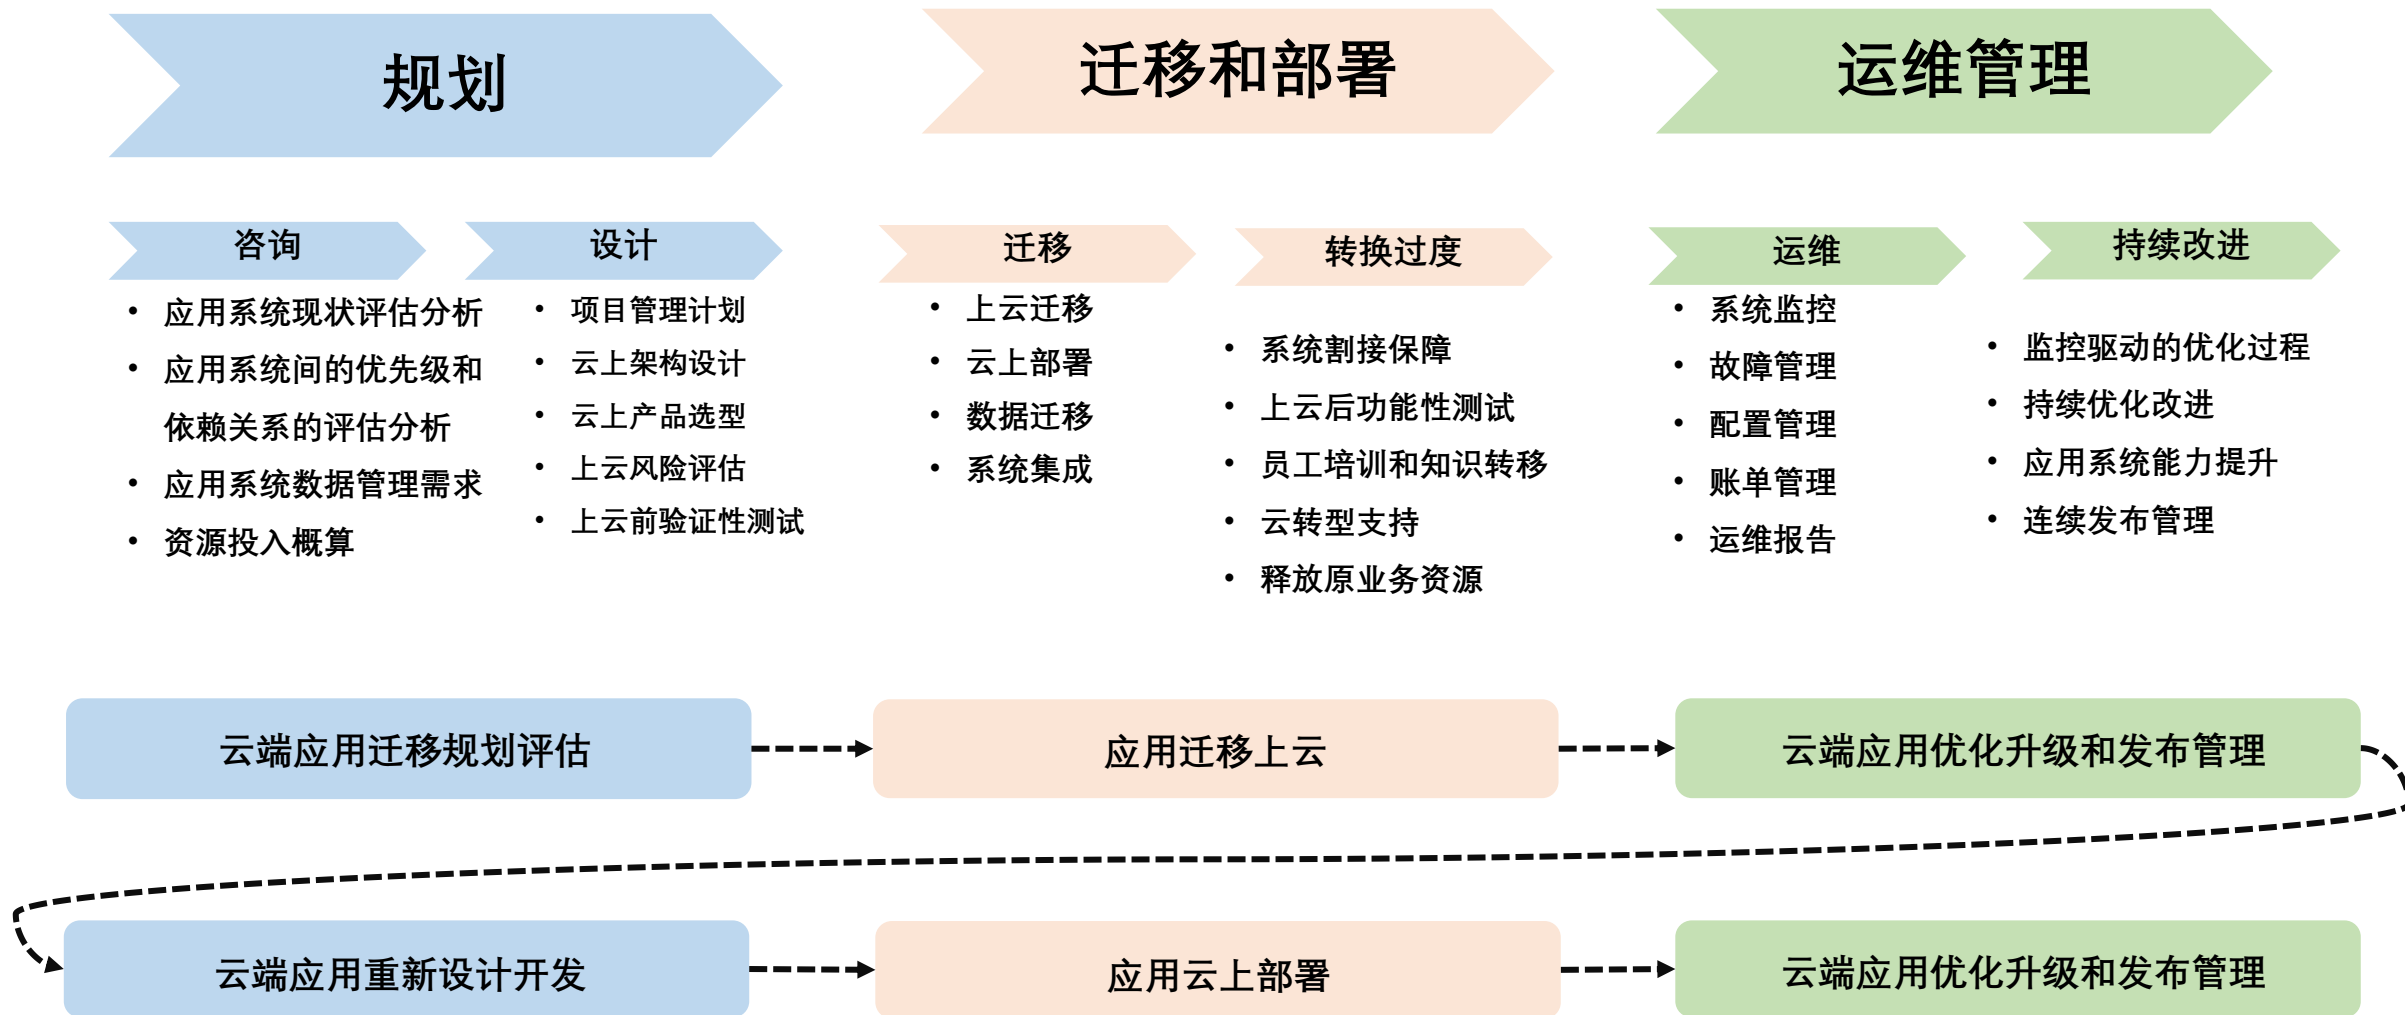 规划
迁移和部署
运维管理
咨询
• 应用系统现状评估分析
• 应用系统间的优先级和
依赖关系的评估分析
• 应用系统数据管理需求
• 资源投入概算
设计
• 项目管理计划
• 云上架构设计
• 云上产品选型
• 上云风险评估
• 上云前验证性测试
迁移
• 上云迁移
• 云上部署
• 数据迁移
• 系统集成
转换过度
• 系统割接保障
• 上云后功能性测试
• 员工培训和知识转移
• 云转型支持
• 释放原业务资源
运维
• 系统监控
• 故障管理
• 配置管理
• 账单管理
• 运维报告
持续改进
• 监控驱动的优化过程
• 持续优化改进
• 应用系统能力提升
• 连续发布管理
云端应用迁移规划评估
应用迁移上云
云端应用优化升级和发布管理
云端应用重新设计开发
应用云上部署
云端应用优化升级和发布管理